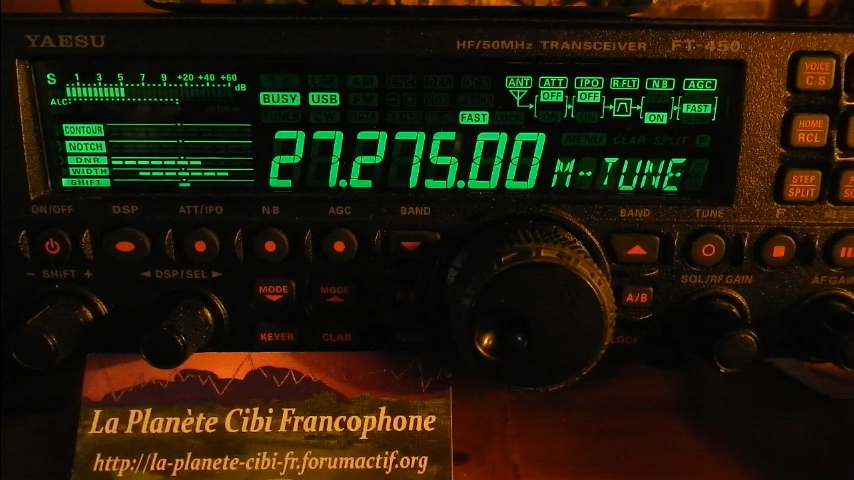 YAESU HF/50MHz TRANSCEIVER FT-450
S 1 3 5 7 9 +20 +40 +60 dB
ALC
ANT ATT IPO R.FLT NB AGC
OFF OFF
BUSY USB
FAST
ON FAST
CONTOUR
NOTCH
DNR
WIDTH
SHIFT
27.275.00 M-TUNE
VOICE C.S
HOME RCL
STEP SPLIT
ON/OFF DSP ATT/IPO NB AGC BAND BAND TUNE
- SHIFT + DSP/SEL MODE MODE A/B SQL/RF GAIN AF GAIN
KEYER CLAR LOCK
La Planète Cibi Francophone
http://la-planete-cibi-fr.forumactif.org